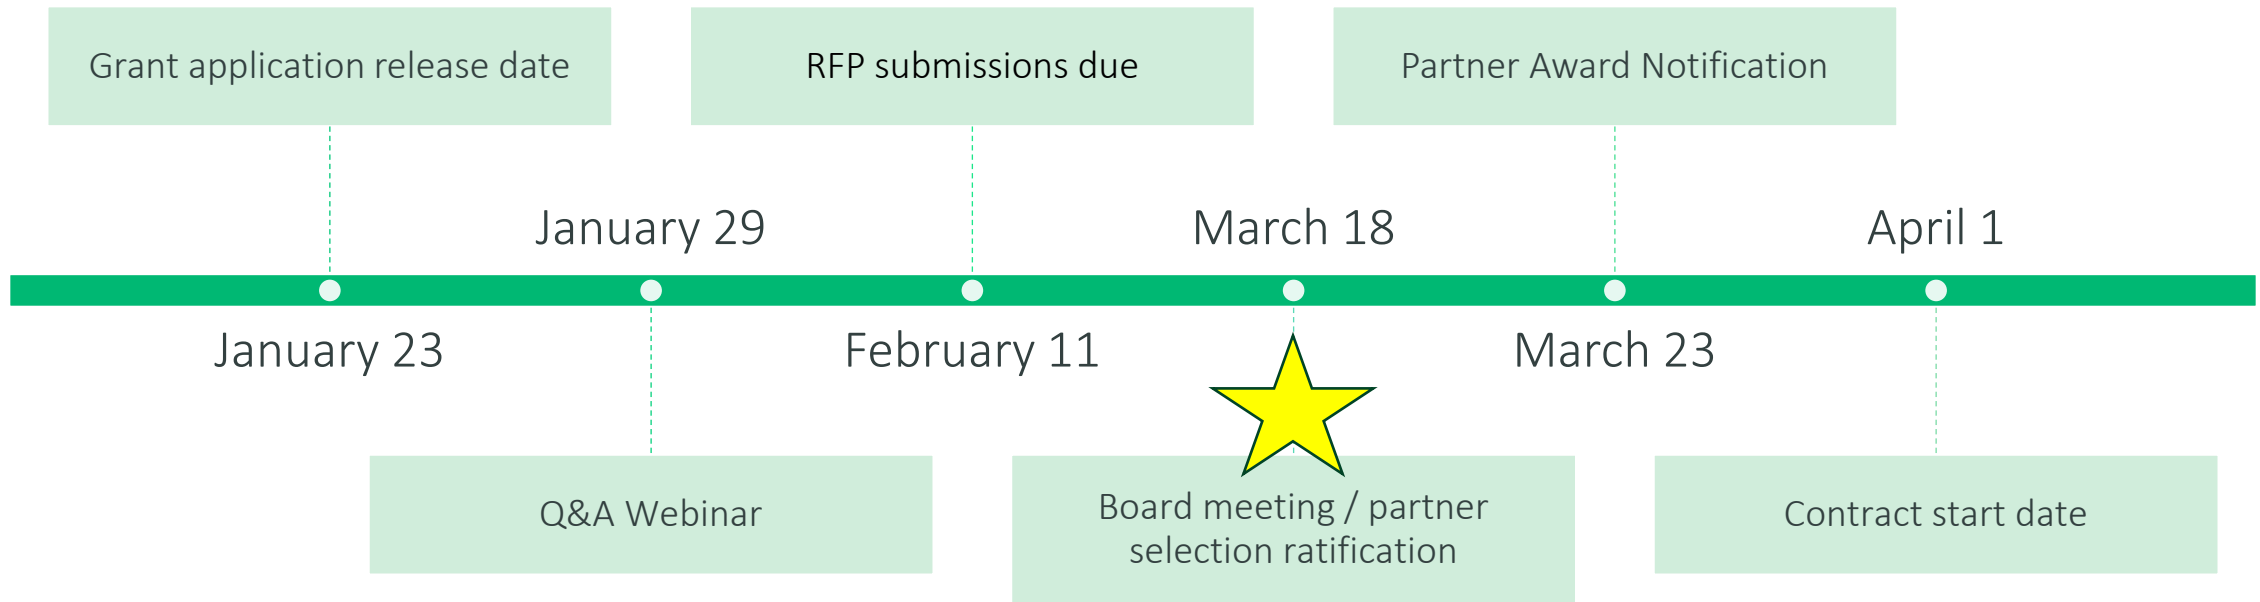 Grant application release date
RFP submissions due
Partner Award Notification
January 29
March 18
April 1
January 23
February 11
March 23
Q&A Webinar
Board meeting / partner
selection ratification
Contract start date